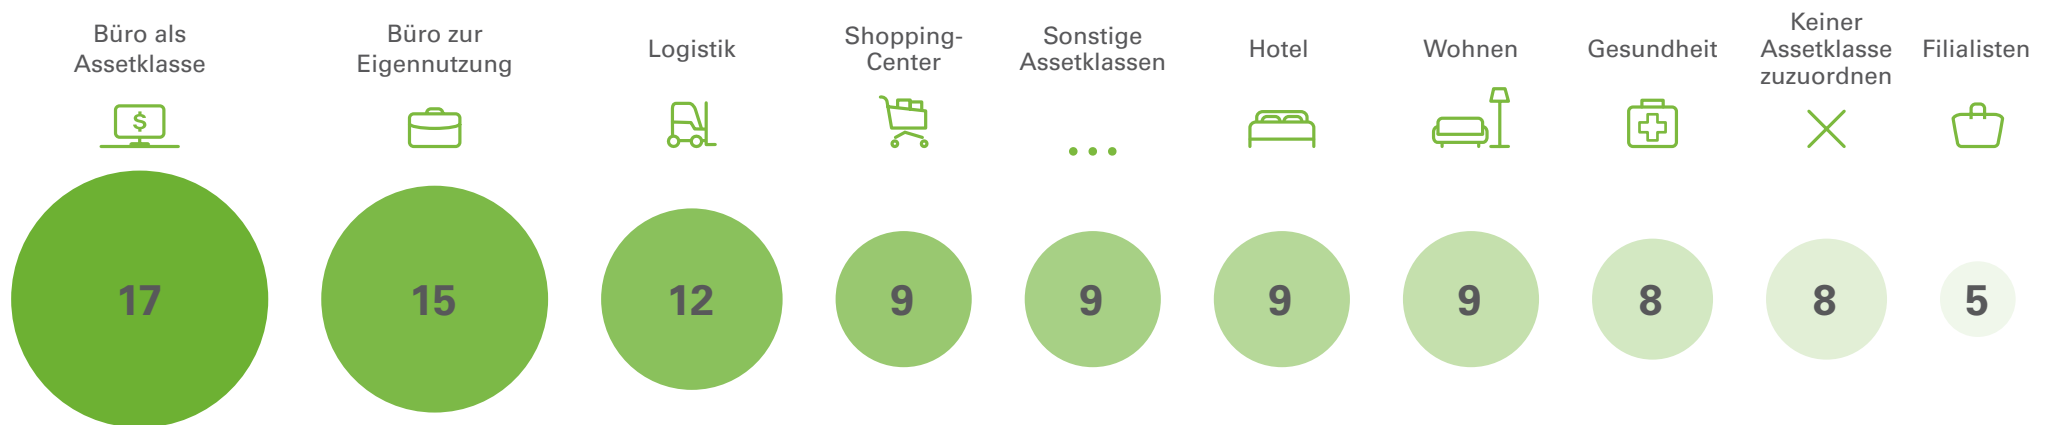 Büro als
Assetklasse
Büro zur
Eigennutzung
Logistik
Shopping-
Center
Sonstige
Assetklassen
Hotel
Wohnen
Gesundheit
Keiner
Assetklasse
zuzuordnen
Filialisten
$
17
15
12
9
9
9
9
8
8
5